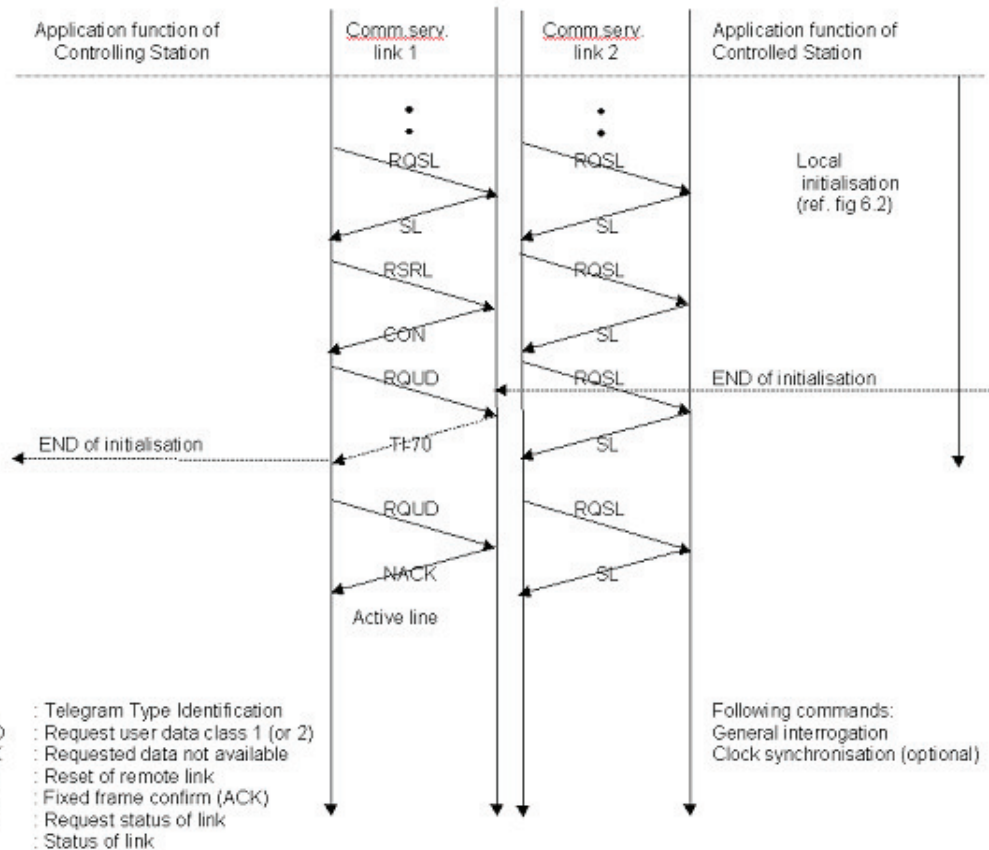 Application function of
Controlling Station
Comm.serv.
link 1
Comm.serv.
link 2
Application function of
Controlled Station
RQSL
RQSL
Local
initialisation
(ref. fig 6.2)
SL
SL
RSRL
RQSL
CON
SL
RQUD
RQSL
END of initialisation
END of initialisation
TI-70
SL
RQUD
RQSL
NACK
SL
Active line
: Telegram Type Identification
: Request user data class 1 (or 2)
: Requested data not available
: Reset of remote link
: Fixed frame confirm (ACK)
: Request status of link
: Status of link
Following commands:
General interrogation
Clock synchronisation (optional)